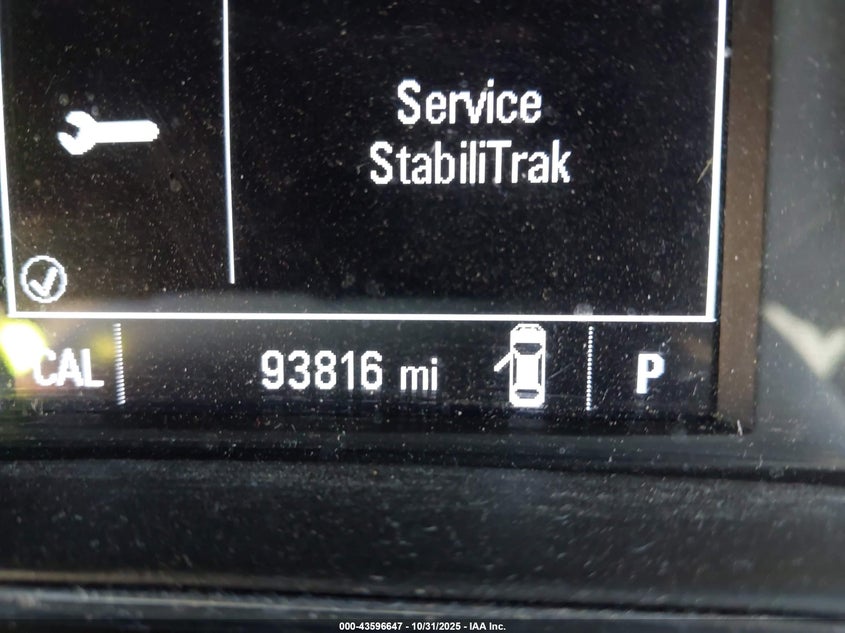 Service
StabiliTrak
CAL 93816 mi P
000-43596647 - 10/31/2025 - IAA Inc.